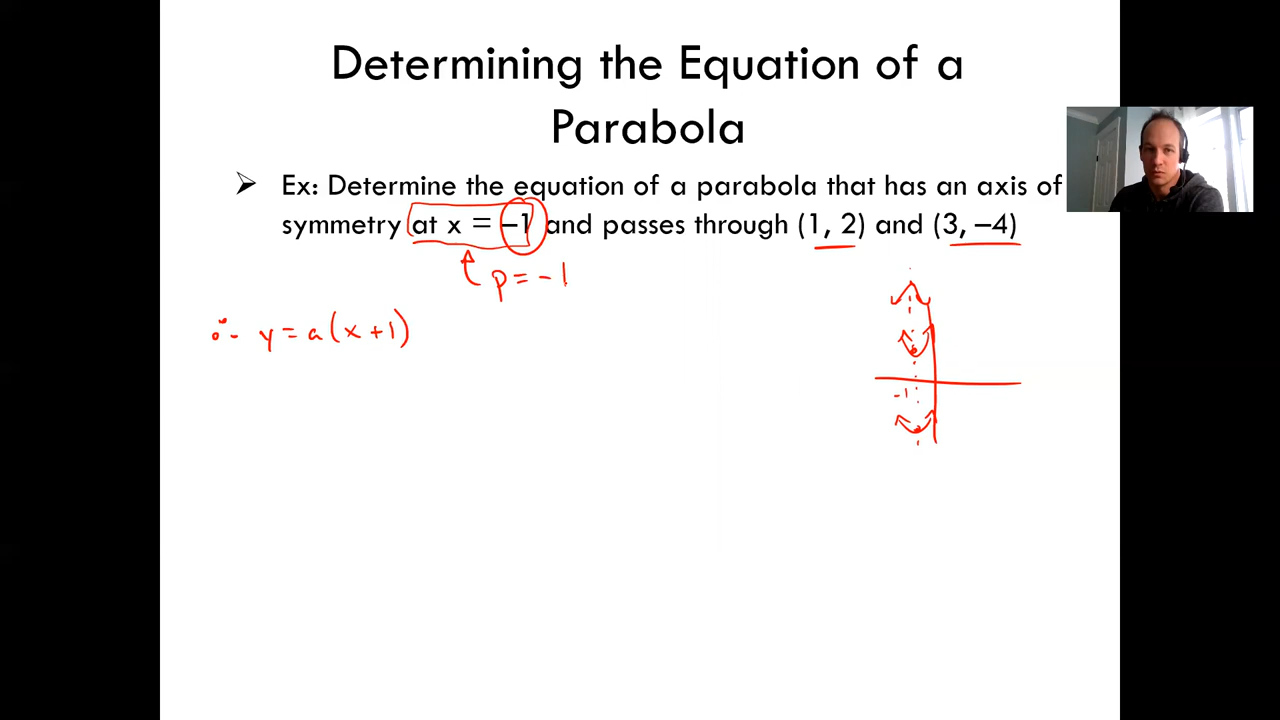 Determining the Equation of a
Parabola
➢ Ex: Determine the equation of a parabola that has an axis of
symmetry at x = –1 and passes through (1, 2) and (3, –4)
p = -1
∴ y = a(x+1)
-1